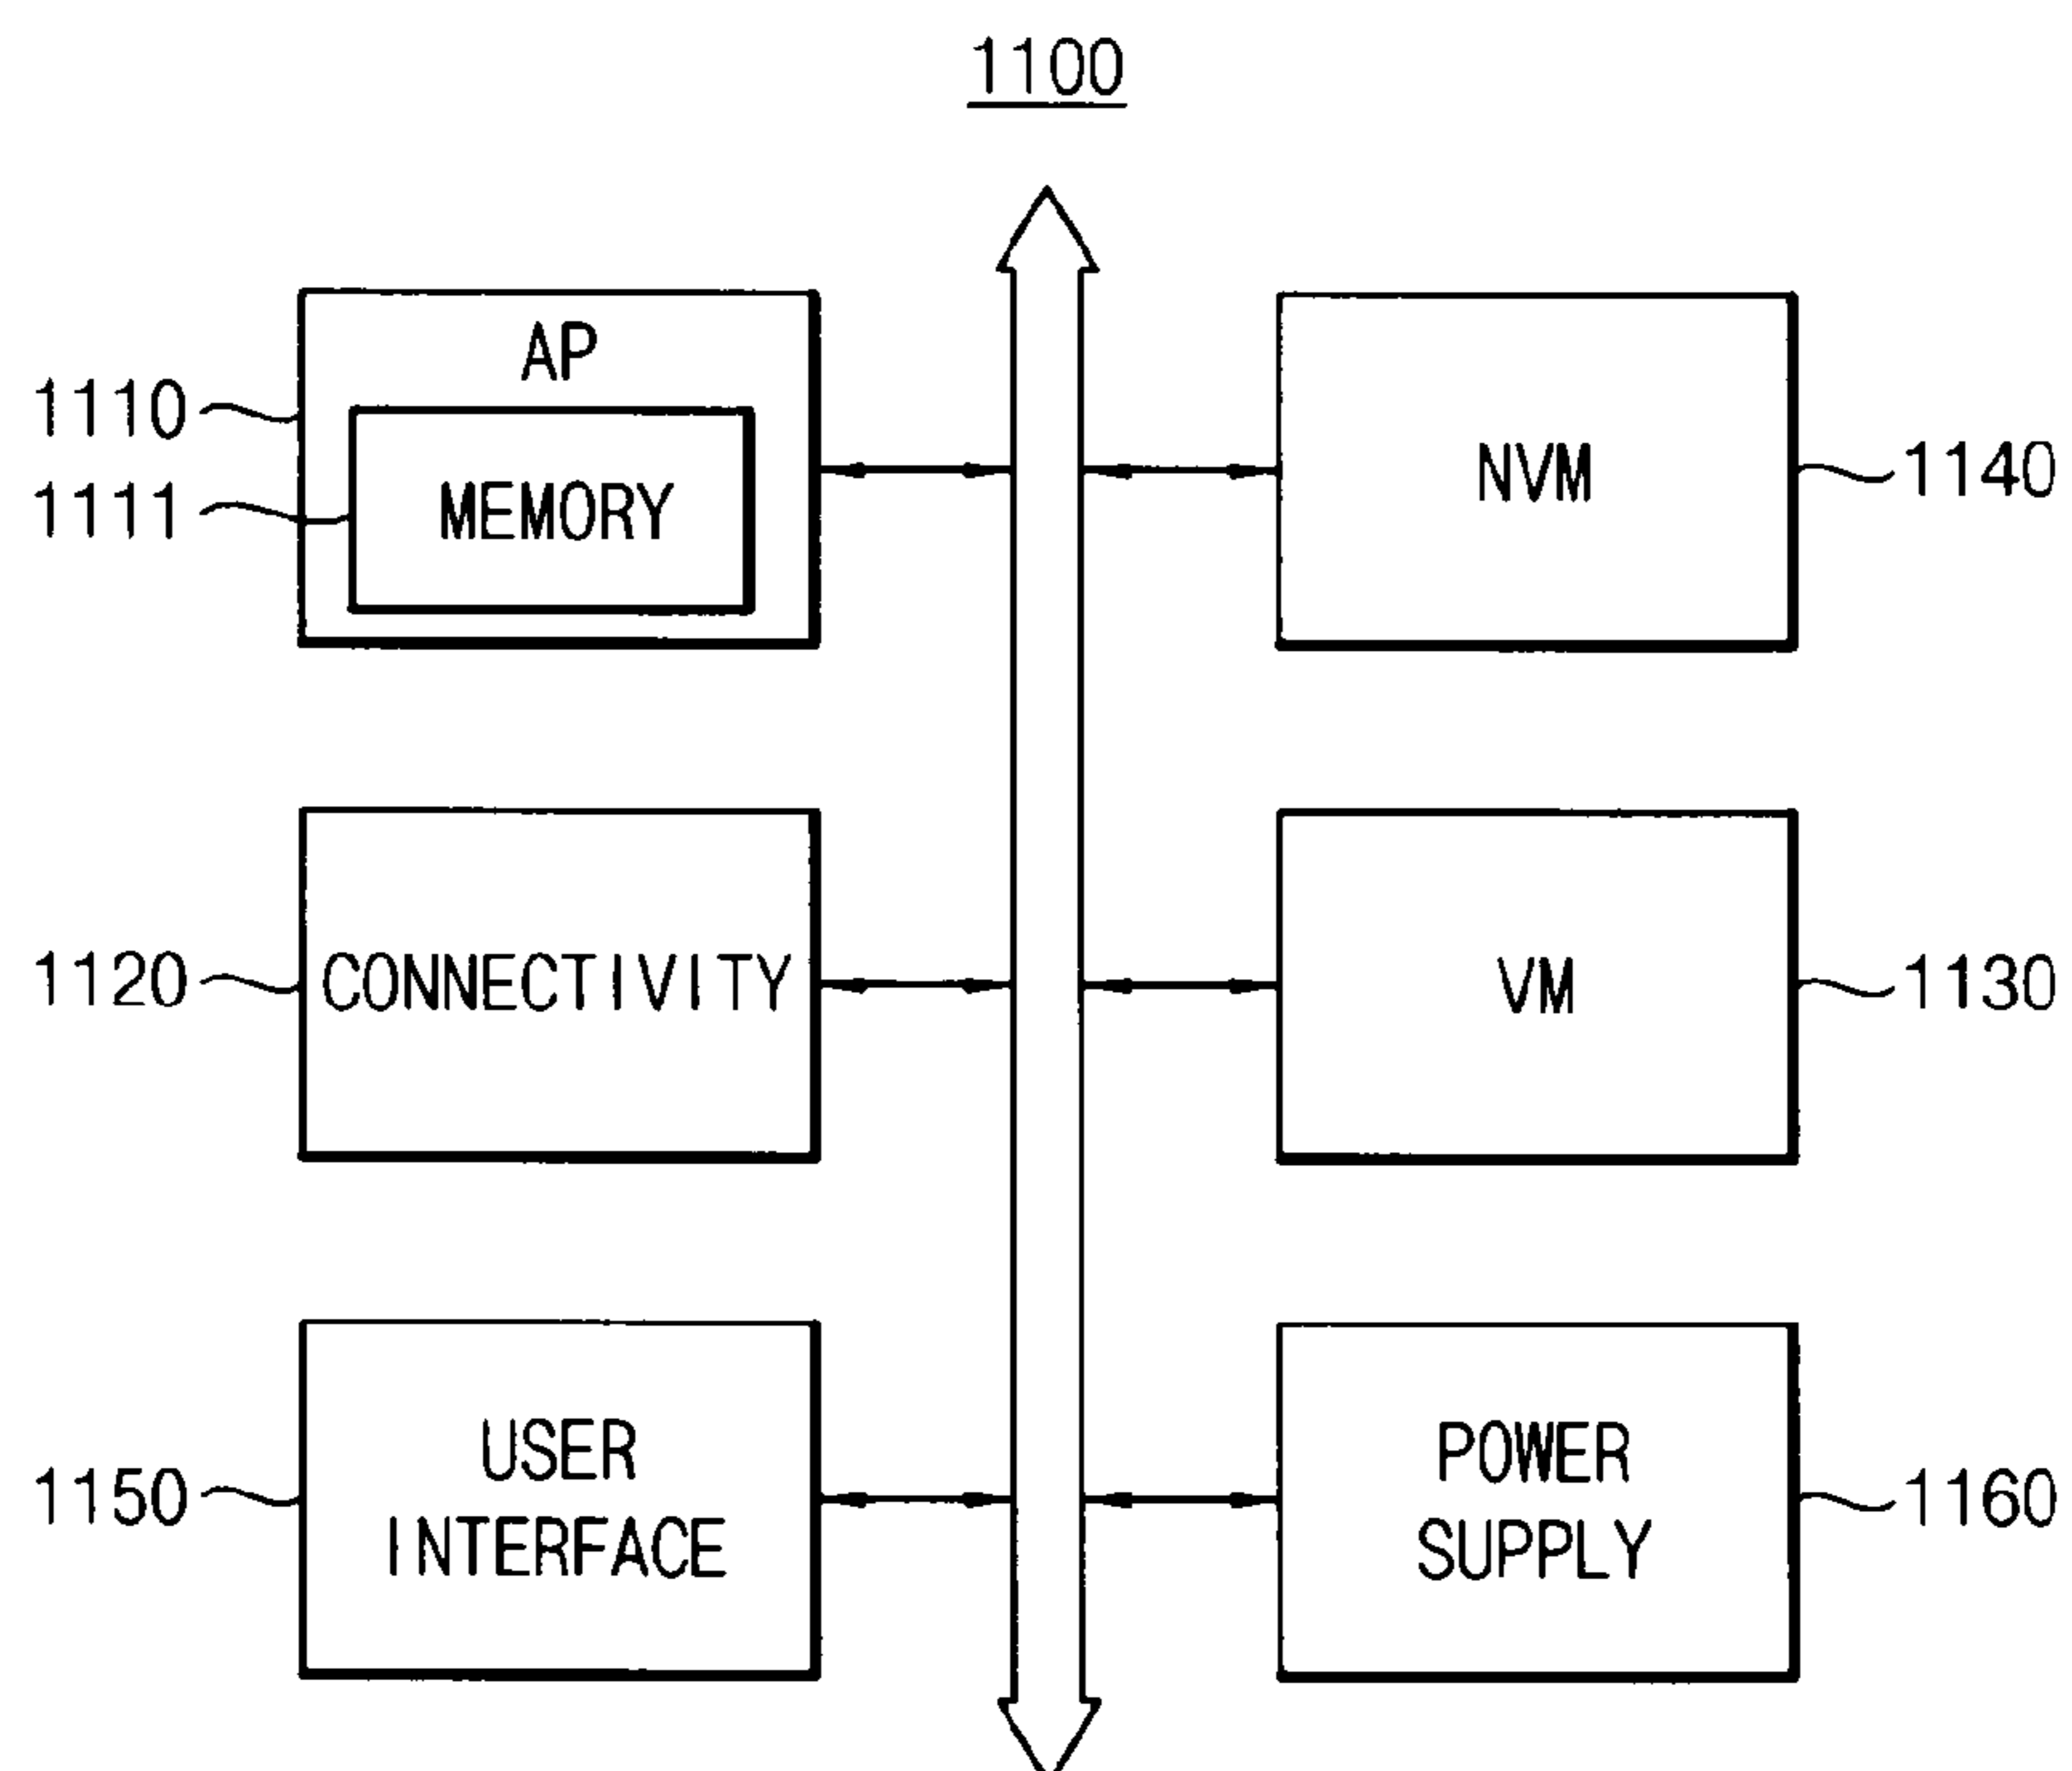 1100
AP
1110
1111
MEMORY
NVM
1140
1120
CONNECTIVITY
VM
1130
1150
USER
INTERFACE
POWER
SUPPLY
1160